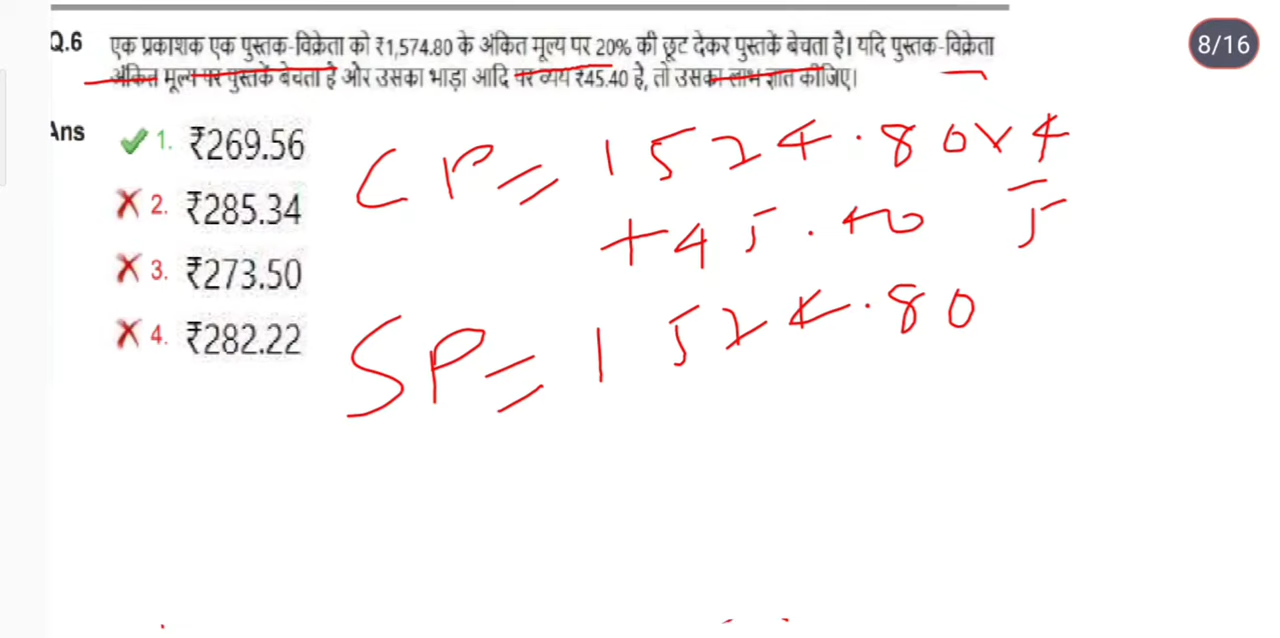 Q.6 एक प्रकाशक एक पुस्तक-विक्रेता को ₹1,574.80 के अंकित मूल्य पर 20% की छूट देकर पुस्तकें बेचता है। यदि पुस्तक-विक्रेता
अंकित मूल्य पर पुस्तकें बेचता है और उसका भाड़ा आदि पर व्यय ₹45.40 है, तो उसका लाभ ज्ञात कीजिए।
8/16
Ans
1. ₹269.56
2. ₹285.34
3. ₹273.50
4. ₹282.22
CP = 1574.80 x 4/5
+ 45.40
SP = 1574.80